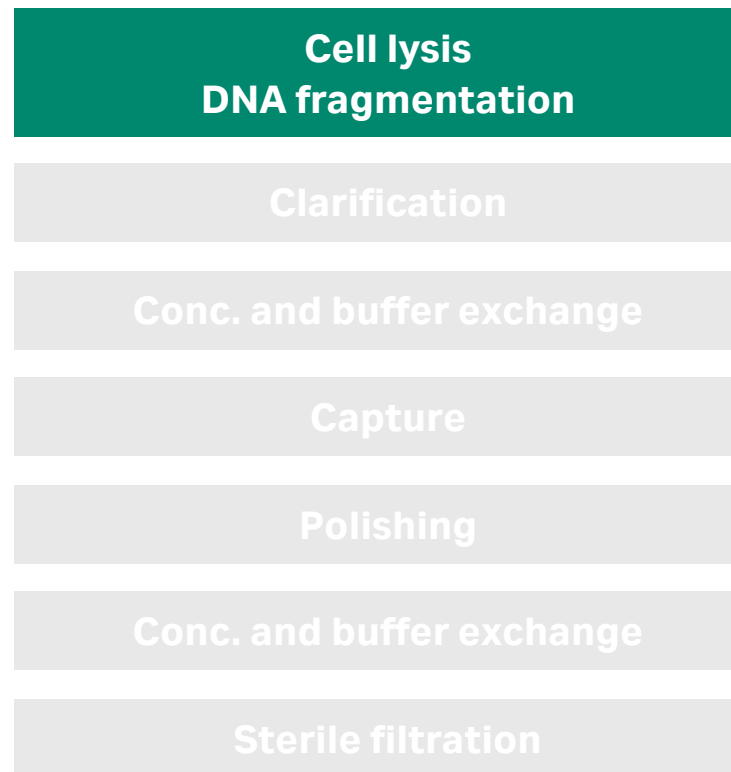 Cell lysis
DNA fragmentation
Clarification
Conc. and buffer exchange
Capture
Polishing
Conc. and buffer exchange
Sterile filtration